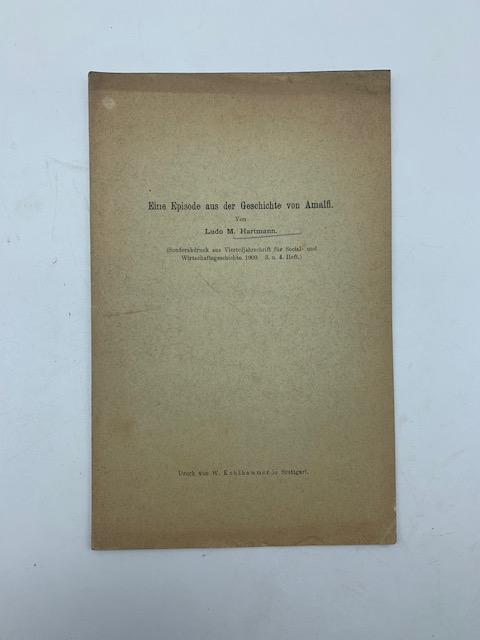 Eine Episode aus der Geschichte von Amalfi.
Von
Ludo M. Hartmann.
(Sonderabdruck aus Vierteljahrschrift für Social- und
Wirtschaftsgeschichte. 1909. 3. u. 4. Heft.)
Druck von W. Kohlhammer in Stuttgart.